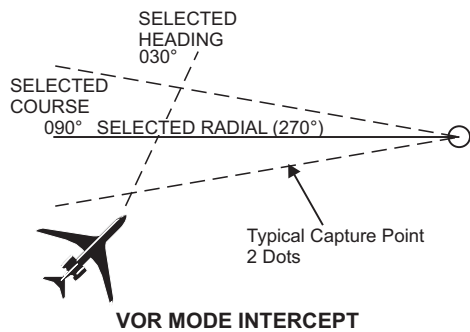 SELECTED
HEADING
030°
SELECTED
COURSE
090° SELECTED RADIAL (270°)
Typical Capture Point
2 Dots
VOR MODE INTERCEPT